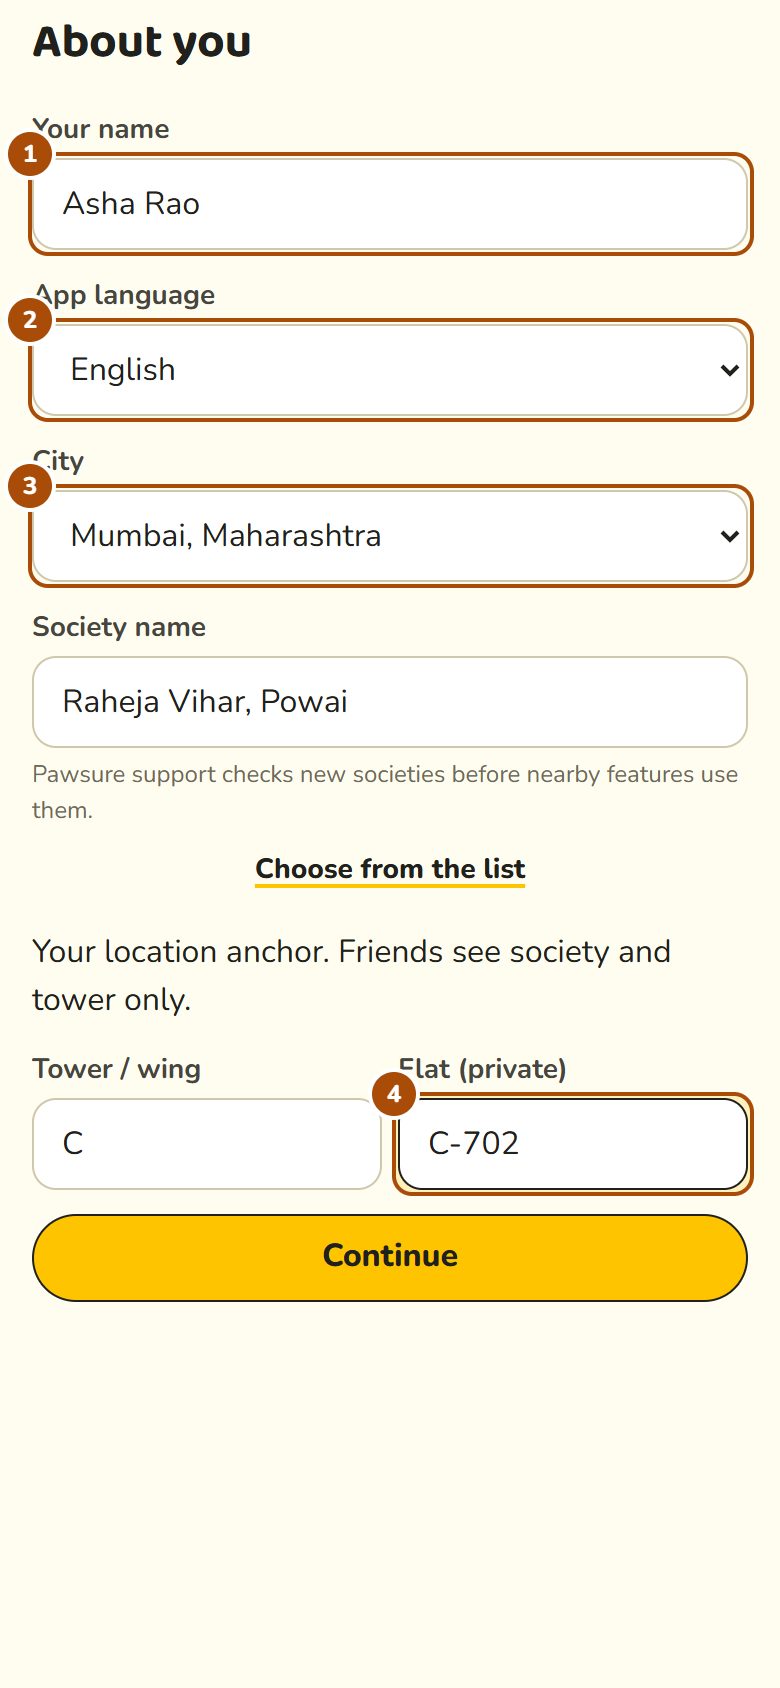 About you
Your name
1
Asha Rao
App language
2
English
City
3
Mumbai, Maharashtra
Society name
Raheja Vihar, Powai
Pawsure support checks new societies before nearby features use
them.
Choose from the list
Your location anchor. Friends see society and
tower only.
Tower / wing
Flat (private)
4
C
C-702
Continue